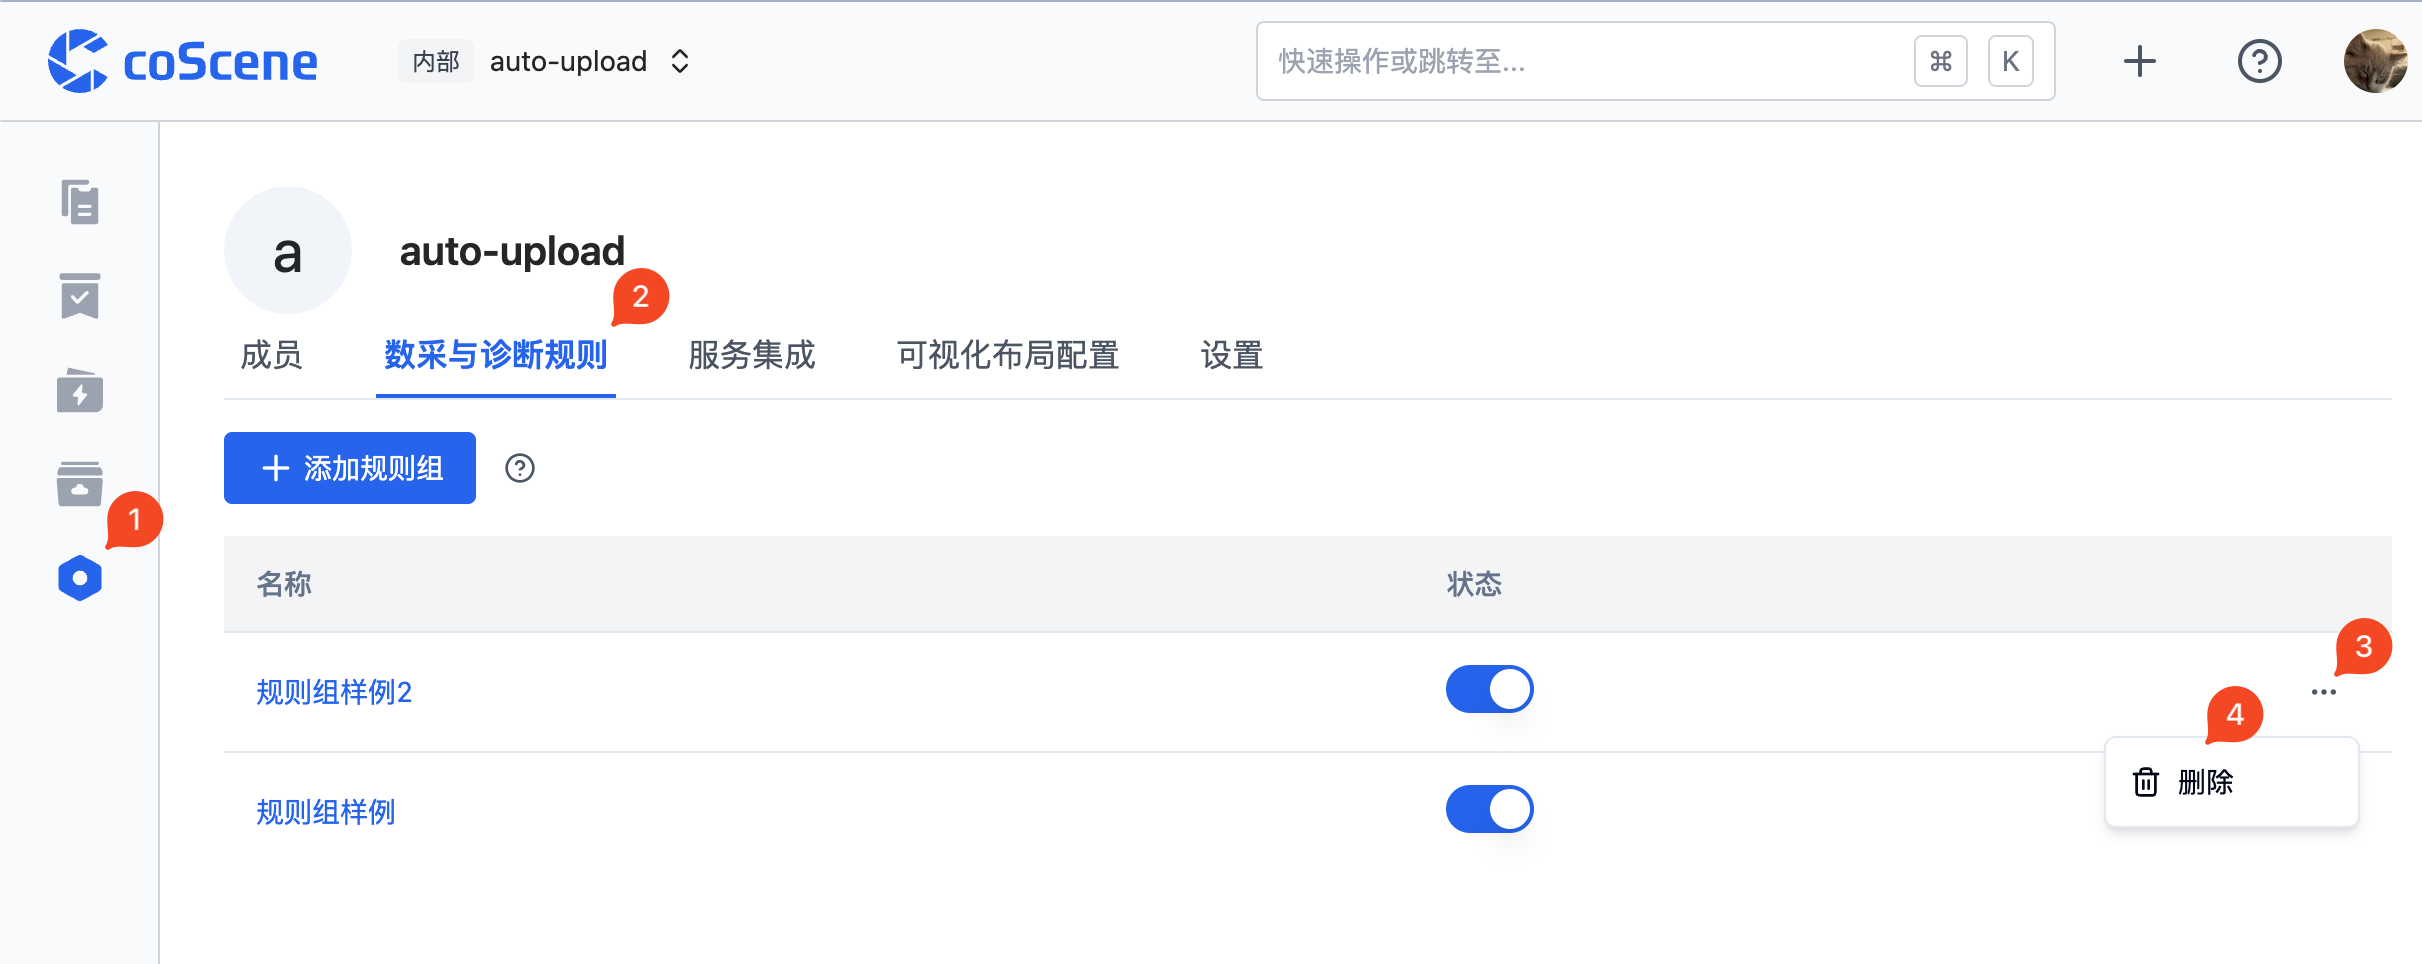 coScene 内部 auto-upload 快速操作或跳转至... ⌘ K
a auto-upload
2
成员 数采与诊断规则 服务集成 可视化布局配置 设置
添加规则组
1
名称 状态
3
规则组样例2
4
删除
规则组样例